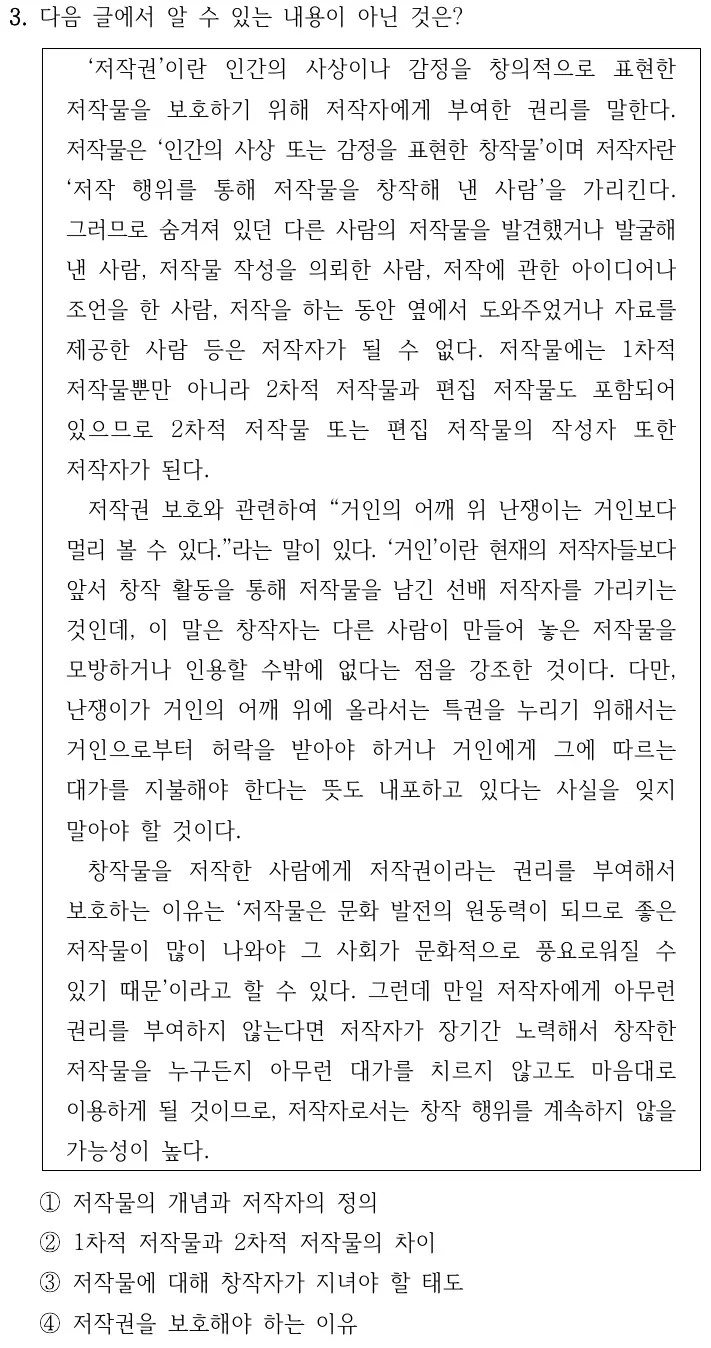 3. 다음 글에서 알 수 있는 내용이 아닌 것은?
‘저작권’이란 인간의 사상이나 감정을 창의적으로 표현한
저작물을 보호하기 위해 저작자에게 부여한 권리를 말한다.
저작물은 ‘인간의 사상 또는 감정을 표현한 창작물’이며 저작자란
‘저작 행위를 통해 저작물을 창작해 낸 사람’을 가리킨다.
그러므로 숨겨져 있던 다른 사람의 저작물을 발견했거나 발굴해
낸 사람, 저작물 작성을 의뢰한 사람, 저작에 관한 아이디어나
조언을 한 사람, 저작을 하는 동안 옆에서 도와주었거나 자료를
제공한 사람 등은 저작자가 될 수 없다. 저작물에는 1차적
저작물뿐만 아니라 2차적 저작물과 편집 저작물도 포함되어
있으므로 2차적 저작물 또는 편집 저작물의 작성자 또한
저작자가 된다.
저작권 보호와 관련하여 “거인의 어깨 위 난쟁이는 거인보다
멀리 볼 수 있다.”라는 말이 있다. ‘거인’이란 현재의 저작자들보다
앞서 창작 활동을 통해 저작물을 남긴 선배 저작자를 가리키는
것인데, 이 말은 창작자는 다른 사람이 만들어 놓은 저작물을
모방하거나 인용할 수밖에 없다는 점을 강조한 것이다. 다만,
난쟁이가 거인의 어깨 위에 올라서는 특권을 누리기 위해서는
거인으로부터 허락을 받아야 하거나 거인에게 그에 따르는
대가를 지불해야 한다는 뜻도 내포하고 있다는 사실을 잊지
말아야 할 것이다.
창작물을 저작한 사람에게 저작권이라는 권리를 부여해서
보호하는 이유는 ‘저작물은 문화 발전의 원동력이 되므로 좋은
저작물이 많이 나와야 그 사회가 문화적으로 풍요로워질 수
있기 때문’이라고 할 수 있다. 그런데 만일 저작자에게 아무런
권리를 부여하지 않는다면 저작자가 장기간 노력해서 창작한
저작물을 누구든지 아무런 대가를 치르지 않고도 마음대로
이용하게 될 것이므로, 저작자로서는 창작 행위를 계속하지 않을
가능성이 높다.
① 저작물의 개념과 저작자의 정의
② 1차적 저작물과 2차적 저작물의 차이
③ 저작물에 대해 창작자가 지녀야 할 태도
④ 저작권을 보호해야 하는 이유